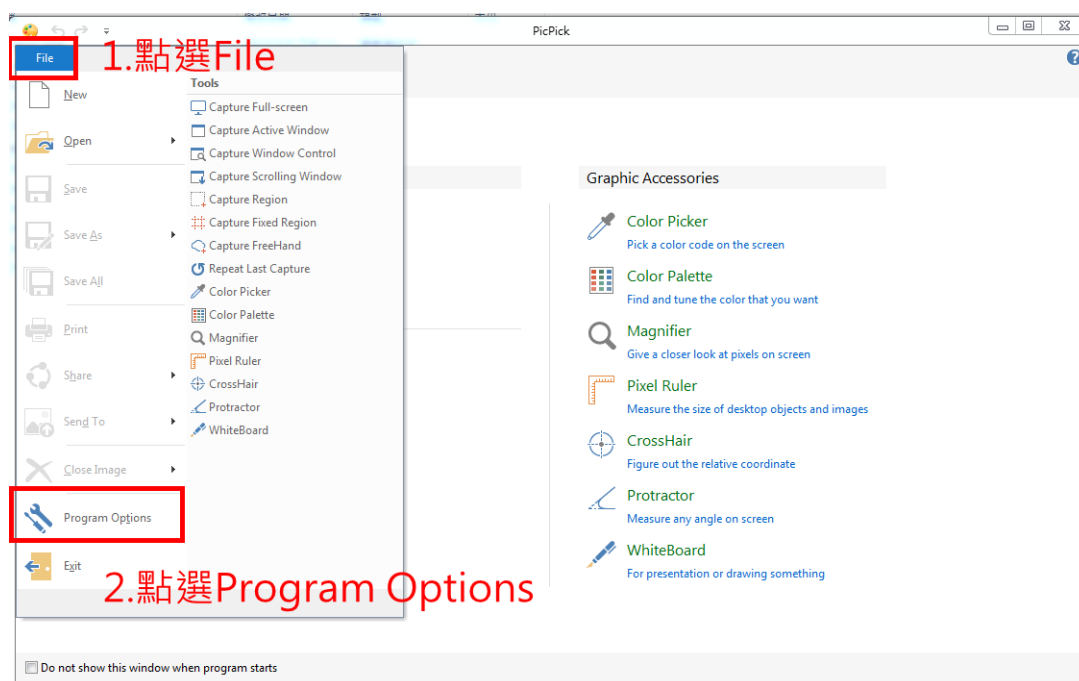 PicPick
File
1.點選File
New
Open
Save
Save As
Save All
Print
Share
Send To
Close Image
Program Options
Exit
2.點選Program Options
Tools
Capture Full-screen
Capture Active Window
Capture Window Control
Capture Scrolling Window
Capture Region
Capture Fixed Region
Capture FreeHand
Repeat Last Capture
Color Picker
Color Palette
Magnifier
Pixel Ruler
CrossHair
Protractor
WhiteBoard
Graphic Accessories
Color Picker
Pick a color code on the screen
Color Palette
Find and tune the color that you want
Magnifier
Give a closer look at pixels on screen
Pixel Ruler
Measure the size of desktop objects and images
CrossHair
Figure out the relative coordinate
Protractor
Measure any angle on screen
WhiteBoard
For presentation or drawing something
Do not show this window when program starts